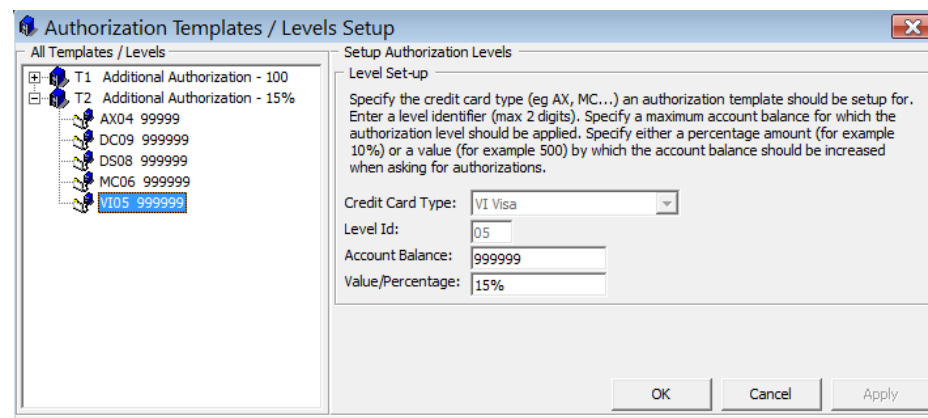 Authorization Templates / Levels Setup
All Templates / Levels
T1 Additional Authorization - 100
T2 Additional Authorization - 15%
AX04 99999
DC09 999999
DS08 999999
MC06 999999
VI05 999999
Setup Authorization Levels
Level Set-up
Specify the credit card type (eg AX, MC...) an authorization template should be setup for.
Enter a level identifier (max 2 digits). Specify a maximum account balance for which the
authorization level should be applied. Specify either a percentage amount (for example
10%) or a value (for example 500) by which the account balance should be increased
when asking for authorizations.
Credit Card Type: VI Visa
Level Id: 05
Account Balance: 999999
Value/Percentage: 15%
OK Cancel Apply